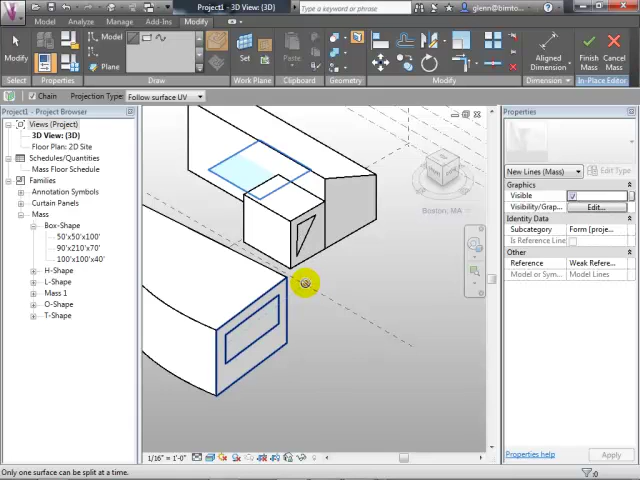 Project1 - 3D View: {3D}
Type a keyword or phrase
glenn@bimto...
Model Analyze Manage Add-Ins Modify
Select Modify Properties Model Plane Draw Set Work Plane Clipboard Geometry Modify Aligned Dimension Dimension Finish Mass Cancel Mass In-Place Editor
Chain Projection Type: Follow surface UV
Project1 - Project Browser
Views (Project)
3D View: {3D}
Floor Plan: 2D Site
Schedules/Quantities
Mass Floor Schedule
Families
Annotation Symbols
Curtain Panels
Mass
Box-Shape
50'x50'x100'
90'x210'x70'
100'x100'x40'
H-Shape
L-Shape
Mass 1
O-Shape
T-Shape
Boston, MA
Properties
New Lines (Mass) Edit Type
Graphics
Visible
Visibility/Grap... Edit...
Identity Data
Subcategory Form [proje...
Is Reference Line
Other
Reference Weak Refere...
Model or Sym... Model Lines
Properties help Apply
1/16" = 1'-0"
Only one surface can be split at a time.
:0